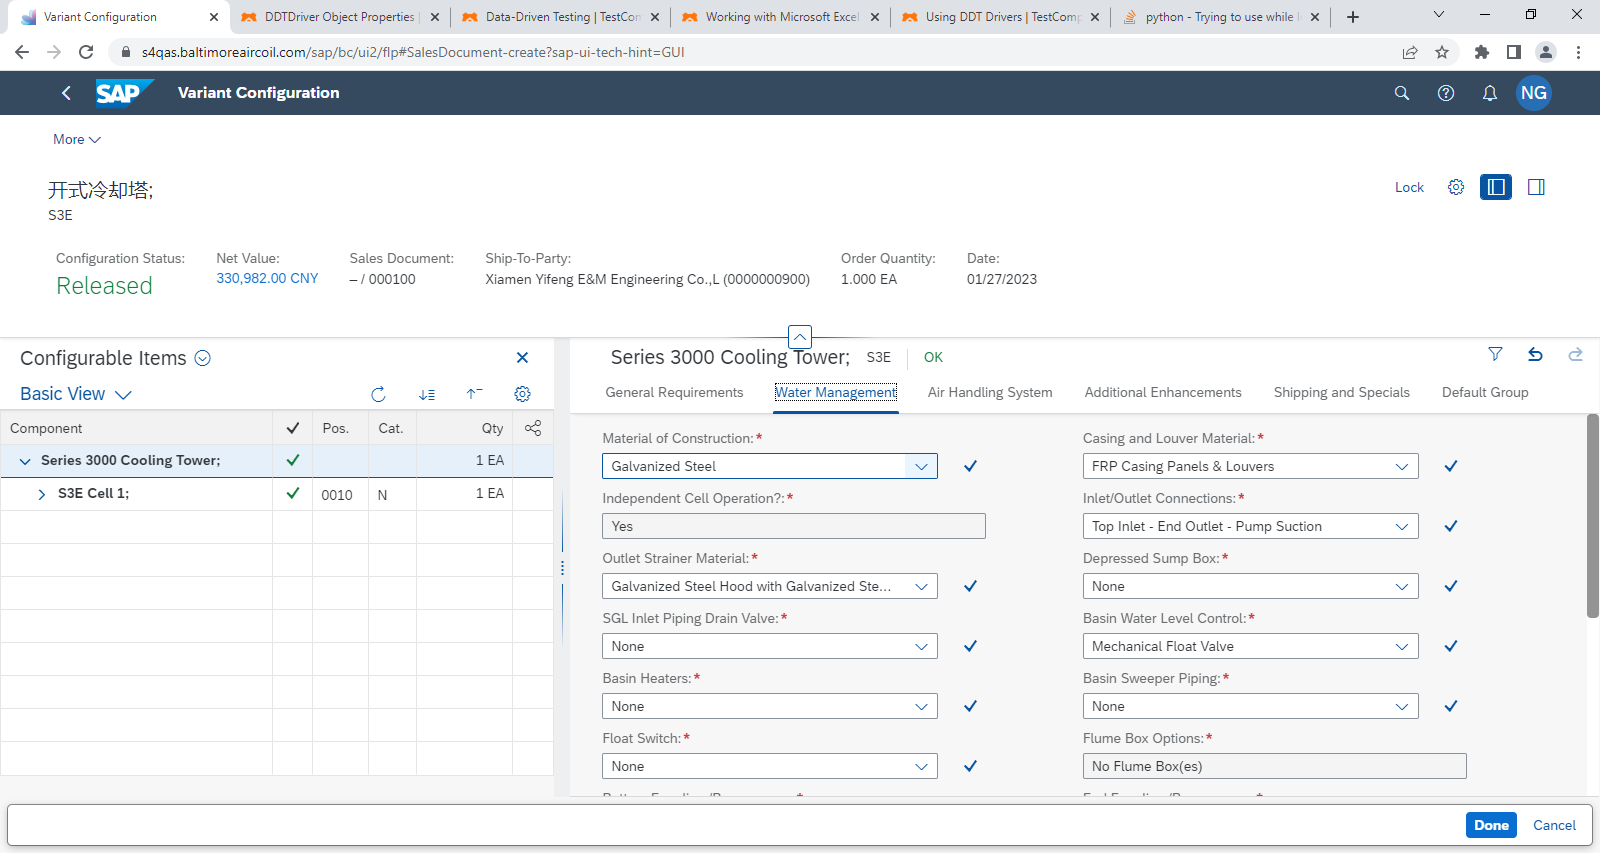 Variant Configuration
DDTDriver Object Properties
Data-Driven Testing | TestCom
Working with Microsoft Excel
Using DDT Drivers | TestComp
python - Trying to use while l
s4qas.baltimoreaircoil.com/sap/bc/ui2/flp#SalesDocument-create?sap-ui-tech-hint=GUI
SAP Variant Configuration NG
More
开式冷却塔;
Lock
S3E
Configuration Status: Net Value: Sales Document: Ship-To-Party: Order Quantity: Date:
Released 330,982.00 CNY – / 000100 Xiamen Yifeng E&M Engineering Co.,L (0000000900) 1.000 EA 01/27/2023
Configurable Items
Basic View
Component Pos. Cat. Qty
Series 3000 Cooling Tower; 1 EA
S3E Cell 1; 0010 N 1 EA
Series 3000 Cooling Tower; S3E OK
General Requirements Water Management Air Handling System Additional Enhancements Shipping and Specials Default Group
Material of Construction:* Casing and Louver Material:*
Galvanized Steel FRP Casing Panels & Louvers
Independent Cell Operation?:* Inlet/Outlet Connections:*
Yes Top Inlet - End Outlet - Pump Suction
Outlet Strainer Material:* Depressed Sump Box:*
Galvanized Steel Hood with Galvanized Ste... None
SGL Inlet Piping Drain Valve:* Basin Water Level Control:*
None Mechanical Float Valve
Basin Heaters:* Basin Sweeper Piping:*
None None
Float Switch:* Flume Box Options:*
None No Flume Box(es)
Done Cancel